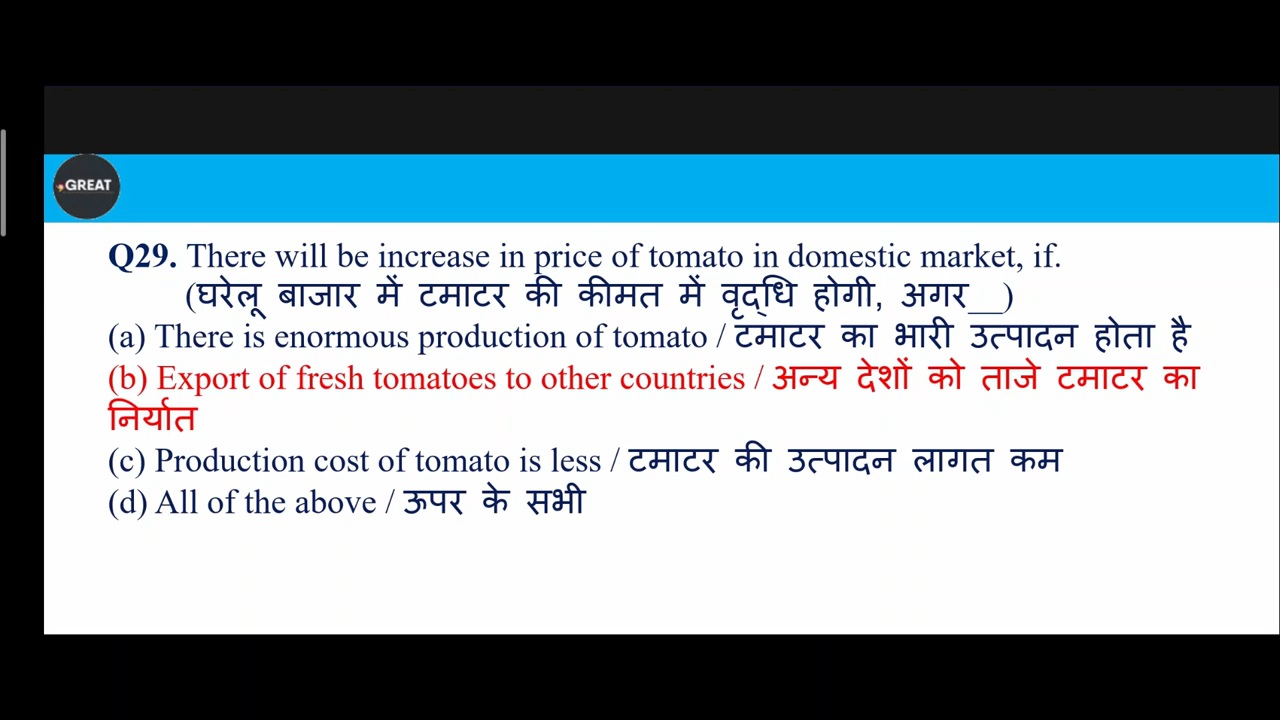 GREAT
Q29. There will be increase in price of tomato in domestic market, if.
(घरेलू बाजार में टमाटर की कीमत में वृद्धि होगी, अगर__)
(a) There is enormous production of tomato / टमाटर का भारी उत्पादन होता है
(b) Export of fresh tomatoes to other countries / अन्य देशों को ताजे टमाटर का
निर्यात
(c) Production cost of tomato is less / टमाटर की उत्पादन लागत कम
(d) All of the above / ऊपर के सभी